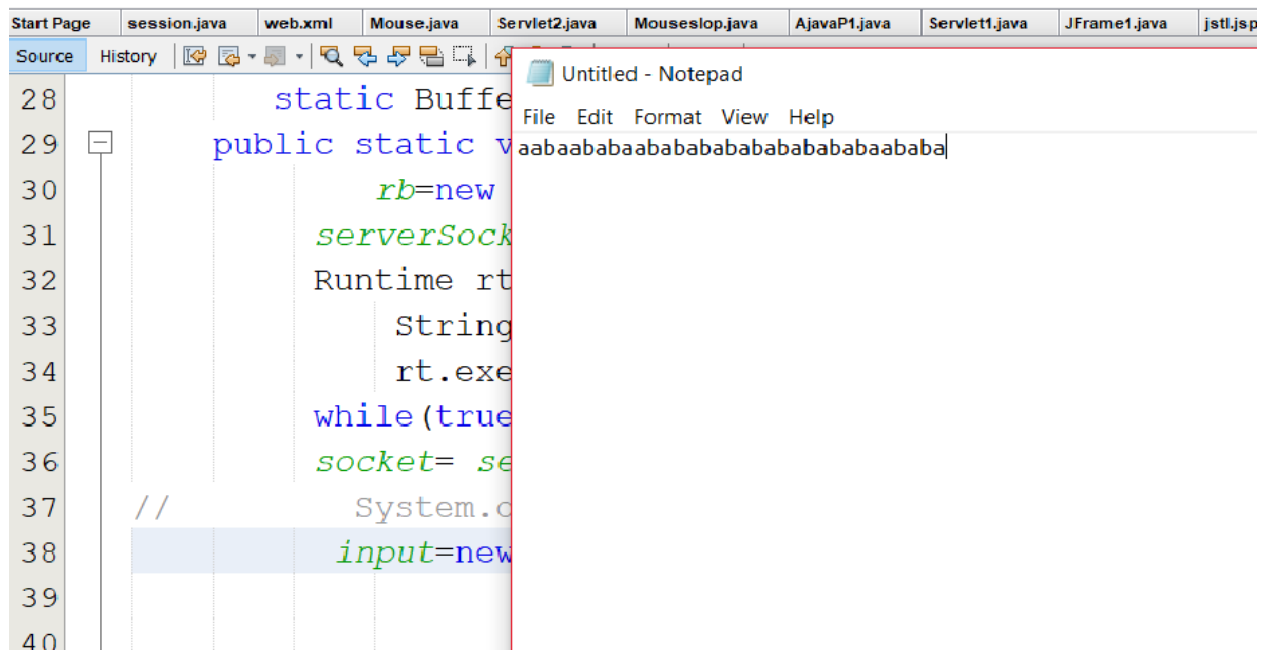 Start Page session.java web.xml Mouse.java Servlet2.java Mouseslop.java AjavaP1.java Servlet1.java JFrame1.java jstl.jsp
Source History
Untitled - Notepad
File Edit Format View Help
aabaababaababababababababaababa
28 static Buffe
29 public static v
30 rb=new
31 serverSock
32 Runtime rt
33 String
34 rt.exe
35 while(true
36 socket= se
37 // System.o
38 input=new
39
40